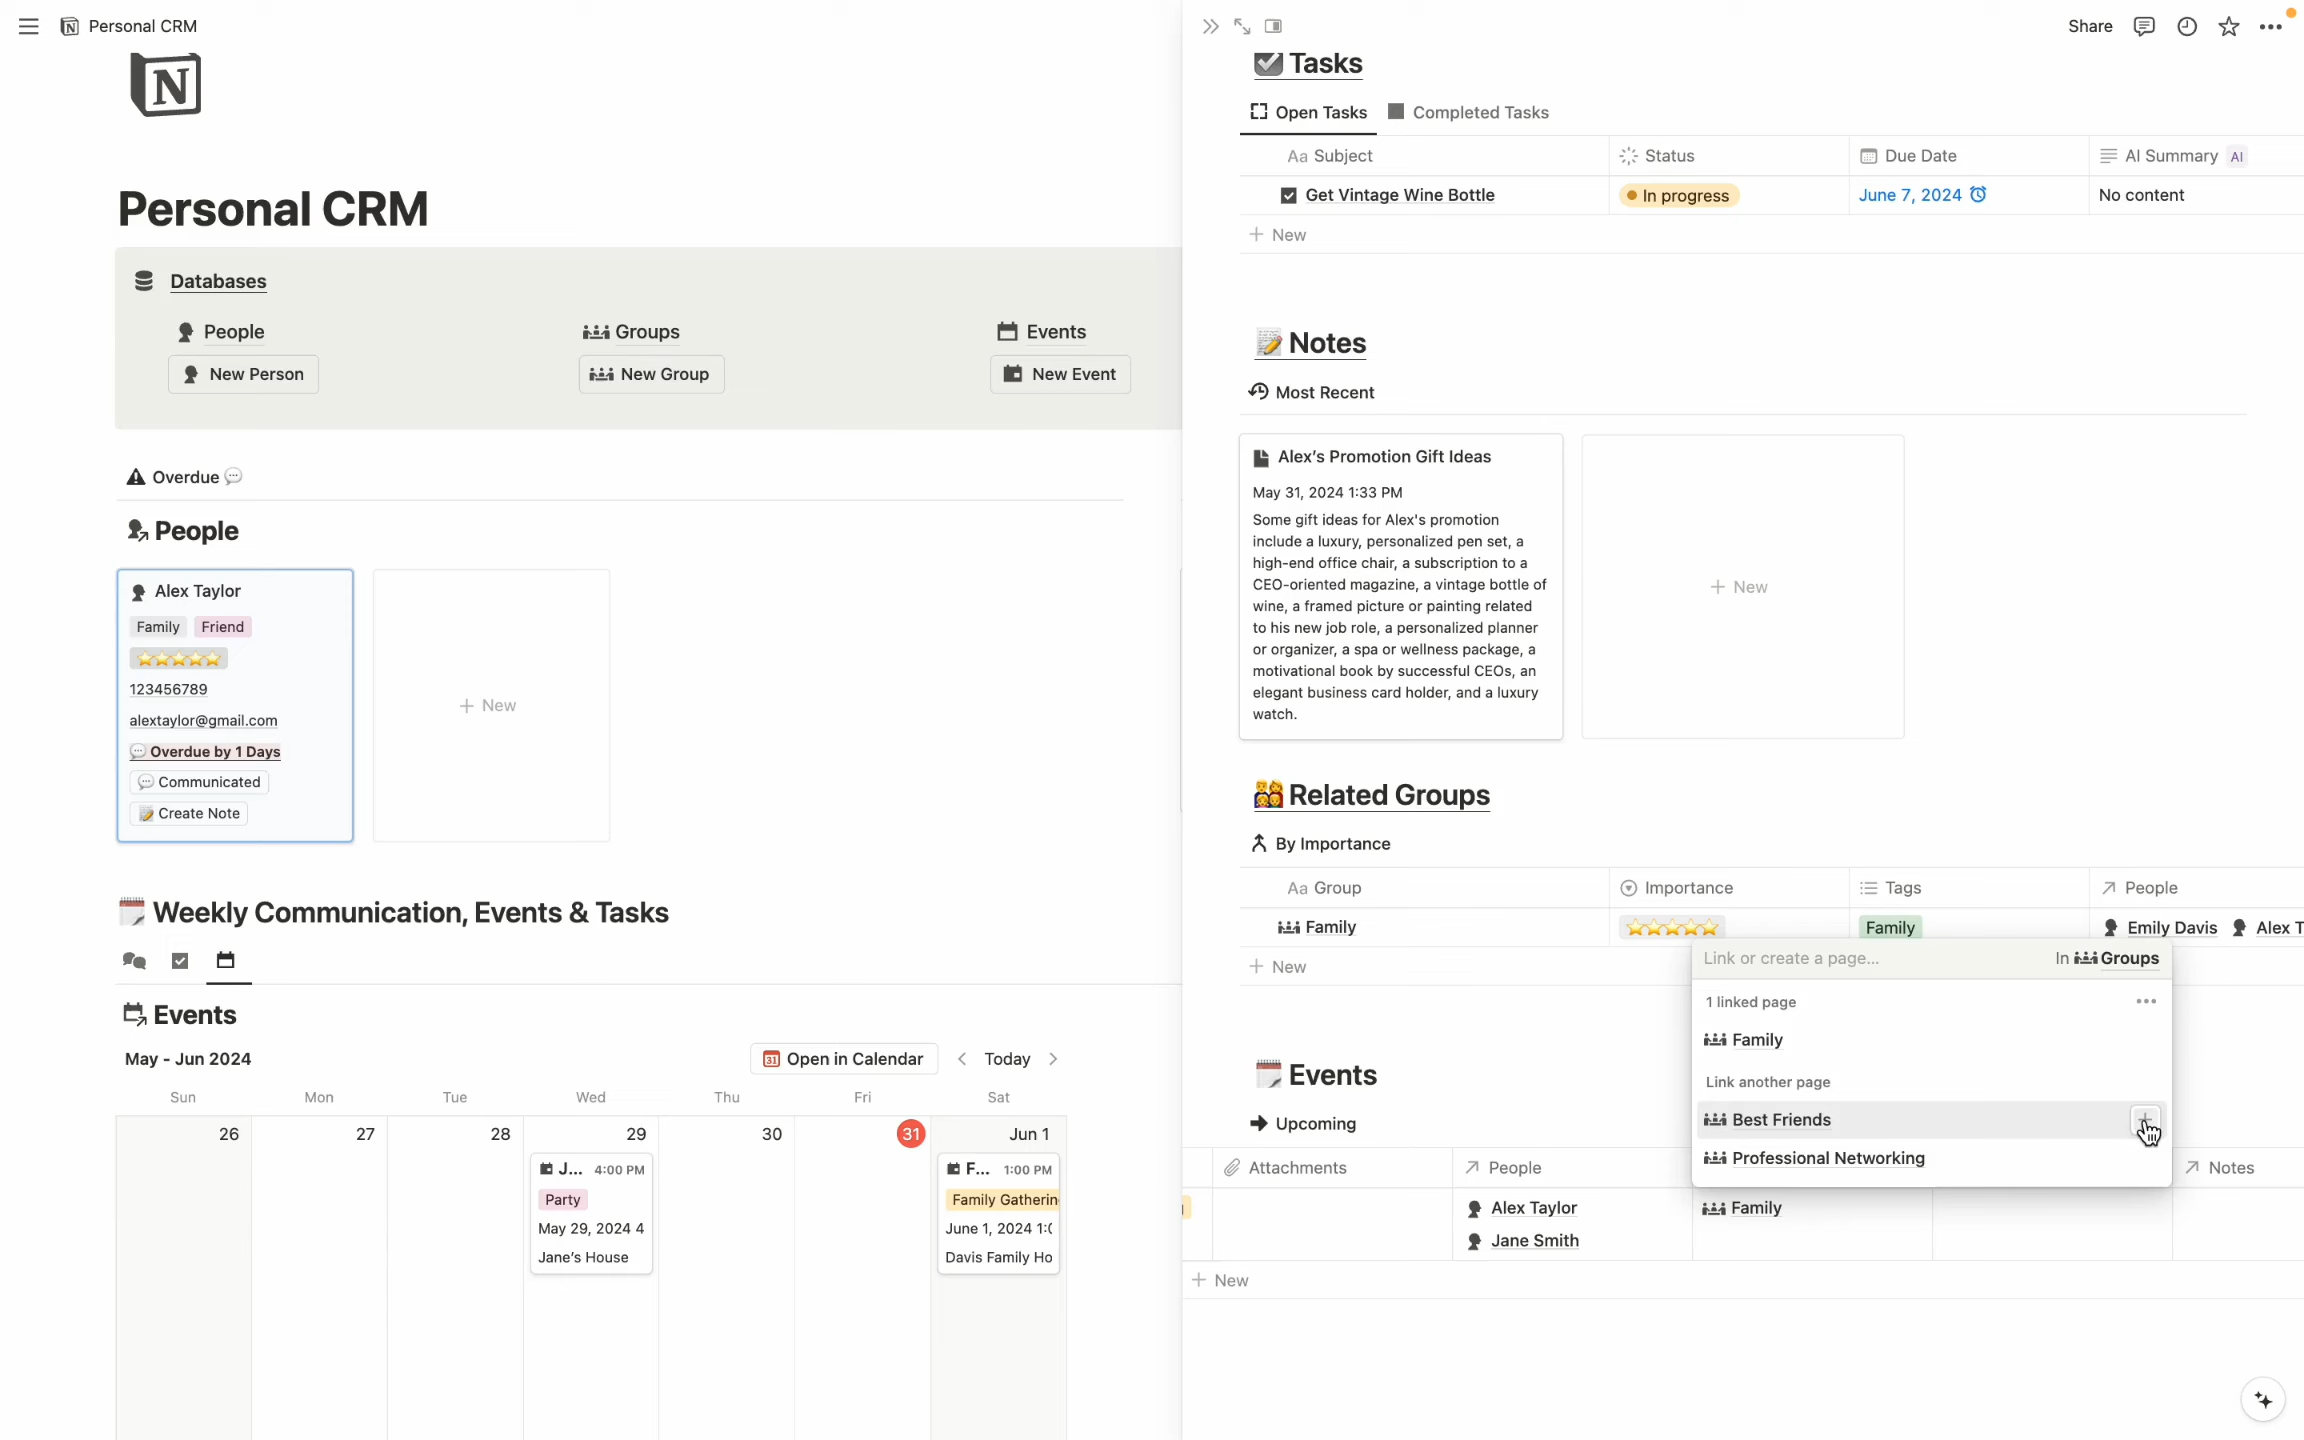 Personal CRM
Share
N
Personal CRM
Databases
People
Groups
Events
New Person
New Group
New Event
Overdue
People
Alex Taylor
Family Friend
123456789
alextaylor@gmail.com
Overdue by 1 Days
Communicated
Create Note
+ New
Weekly Communication, Events & Tasks
Events
May - Jun 2024
31 Open in Calendar
Today
Sun Mon Tue Wed Thu Fri Sat
26 27 28 29 30 31 Jun 1
J... 4:00 PM
Party
May 29, 2024 4
Jane's House
F... 1:00 PM
Family Gatherin
June 1, 2024 1:
Davis Family Ho
Tasks
Open Tasks Completed Tasks
Aa Subject Status Due Date AI Summary AI
Get Vintage Wine Bottle In progress June 7, 2024 No content
+ New
Notes
Most Recent
Alex's Promotion Gift Ideas
May 31, 2024 1:33 PM
Some gift ideas for Alex's promotion
include a luxury, personalized pen set, a
high-end office chair, a subscription to a
CEO-oriented magazine, a vintage bottle of
wine, a framed picture or painting related
to his new job role, a personalized planner
or organizer, a spa or wellness package, a
motivational book by successful CEOs, an
elegant business card holder, and a luxury
watch.
+ New
Related Groups
By Importance
Aa Group Importance Tags People
Family Family Emily Davis Alex T
+ New
Link or create a page... In Groups
1 linked page
Family
Link another page
Best Friends
Professional Networking
Events
Upcoming
Attachments People Notes
Alex Taylor Family
Jane Smith
+ New